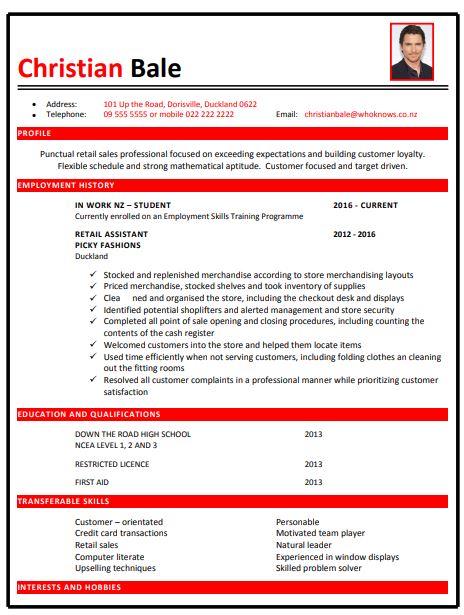 Christian Bale
Address: 101 Up the Road, Dorisville, Duckland 0622
Telephone: 09 555 5555 or mobile 022 222 2222 Email: christianbale@whoknows.co.nz
PROFILE
Punctual retail sales professional focused on exceeding expectations and building customer loyalty.
Flexible schedule and strong mathematical aptitude. Customer focused and target driven.
EMPLOYMENT HISTORY
IN WORK NZ – STUDENT 2016 - CURRENT
Currently enrolled on an Employment Skills Training Programme
RETAIL ASSISTANT 2012 - 2016
PICKY FASHIONS
Duckland
✓ Stocked and replenished merchandise according to store merchandising layouts
✓ Priced merchandise, stocked shelves and took inventory of supplies
✓ Clea ned and organised the store, including the checkout desk and displays
✓ Identified potential shoplifters and alerted management and store security
✓ Completed all point of sale opening and closing procedures, including counting the
contents of the cash register
✓ Welcomed customers into the store and helped them locate items
✓ Used time efficiently when not serving customers, including folding clothes an cleaning
out the fitting rooms
✓ Resolved all customer complaints in a professional manner while prioritizing customer
satisfaction
EDUCATION AND QUALIFICATIONS
DOWN THE ROAD HIGH SCHOOL 2013
NCEA LEVEL 1, 2 AND 3
RESTRICTED LICENCE 2013
FIRST AID 2013
TRANSFERABLE SKILLS
Customer – orientated Personable
Credit card transactions Motivated team player
Retail sales Natural leader
Computer literate Experienced in window displays
Upselling techniques Skilled problem solver
INTERESTS AND HOBBIES